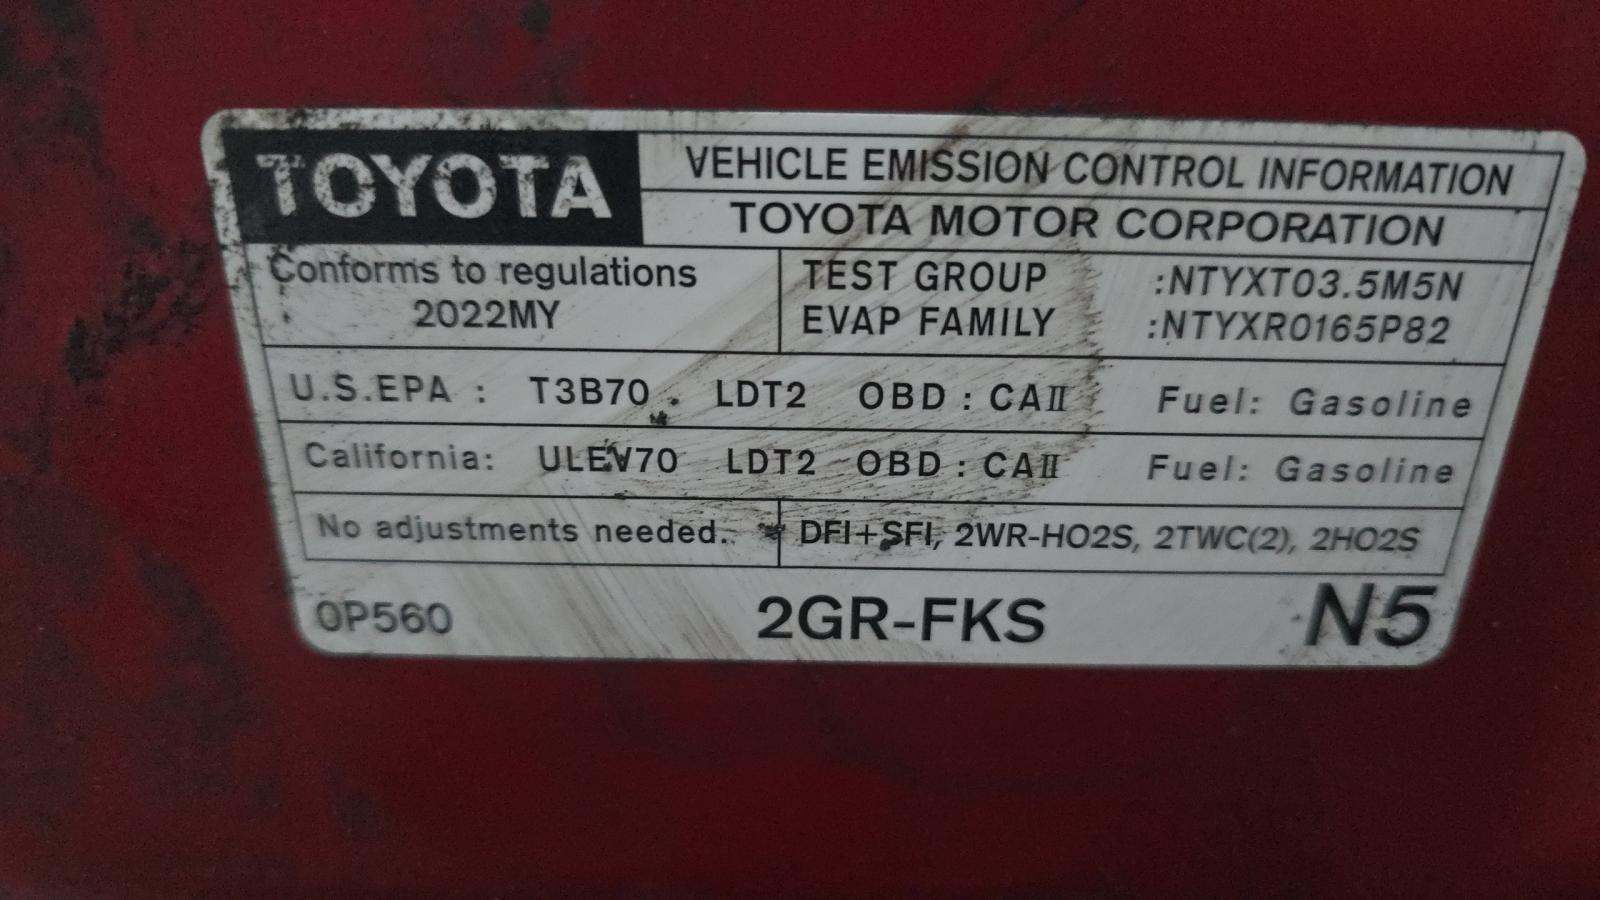 TOYOTA
VEHICLE EMISSION CONTROL INFORMATION
TOYOTA MOTOR CORPORATION
Conforms to regulations
2022MY
TEST GROUP :NTYXT03.5M5N
EVAP FAMILY :NTYXR0165P82
U.S.EPA : T3B70. LDT2 OBD : CAII Fuel: Gasoline
California: ULEV70 LDT2 OBD : CAII Fuel: Gasoline
No adjustments needed. DFI+SFI, 2WR-HO2S, 2TWC(2), 2HO2S
0P560 2GR-FKS N5